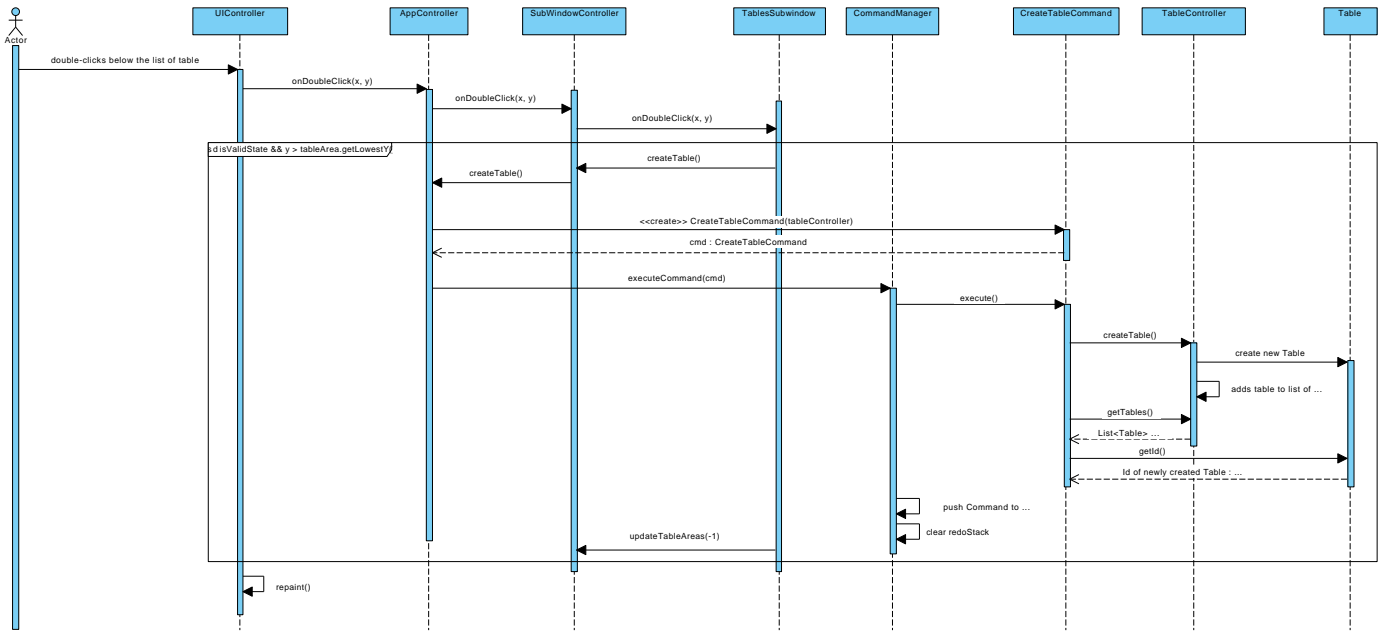 UIController
AppController
SubWindowController
TablesSubwindow
CommandManager
CreateTableCommand
TableController
Table
Actor
double-clicks below the list of table
onDoubleClick(x, y)
onDoubleClick(x, y)
onDoubleClick(x, y)
sd isValidState && y > tableArea.getLowestY()
createTable()
createTable()
<<create>> CreateTableCommand(tableController)
cmd : CreateTableCommand
executeCommand(cmd)
execute()
createTable()
create new Table
adds table to list of ...
getTables()
List<Table> ...
getId()
Id of newly created Table : ...
push Command to ...
clear redoStack
updateTableAreas(-1)
repaint()